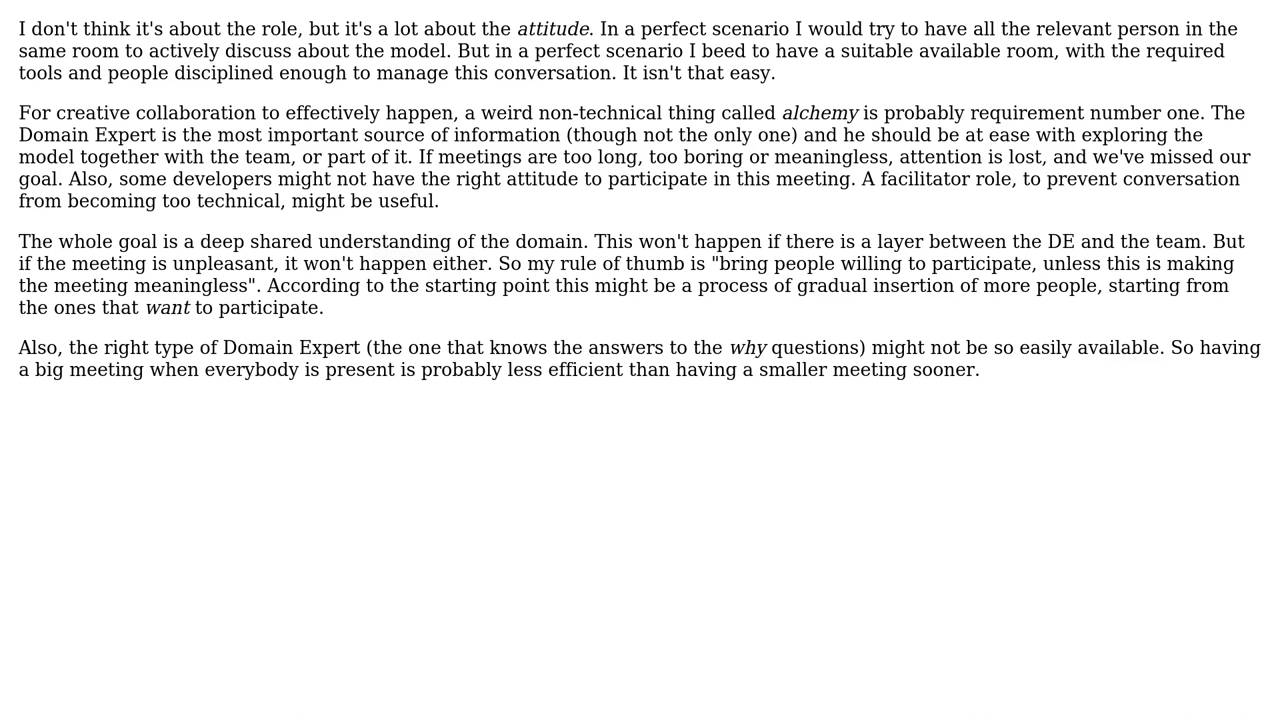 I don't think it's about the role, but it's a lot about the attitude. In a perfect scenario I would try to have all the relevant person in the
same room to actively discuss about the model. But in a perfect scenario I beed to have a suitable available room, with the required
tools and people disciplined enough to manage this conversation. It isn't that easy.
For creative collaboration to effectively happen, a weird non-technical thing called alchemy is probably requirement number one. The
Domain Expert is the most important source of information (though not the only one) and he should be at ease with exploring the
model together with the team, or part of it. If meetings are too long, too boring or meaningless, attention is lost, and we've missed our
goal. Also, some developers might not have the right attitude to participate in this meeting. A facilitator role, to prevent conversation
from becoming too technical, might be useful.
The whole goal is a deep shared understanding of the domain. This won't happen if there is a layer between the DE and the team. But
if the meeting is unpleasant, it won't happen either. So my rule of thumb is "bring people willing to participate, unless this is making
the meeting meaningless". According to the starting point this might be a process of gradual insertion of more people, starting from
the ones that want to participate.
Also, the right type of Domain Expert (the one that knows the answers to the why questions) might not be so easily available. So having
a big meeting when everybody is present is probably less efficient than having a smaller meeting sooner.